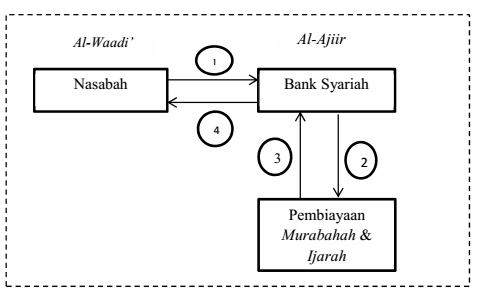 Al-Waadi' Al-Ajiir
Nasabah 1 Bank Syariah
4
3 2
Pembiayaan
Murabahah &
Ijarah